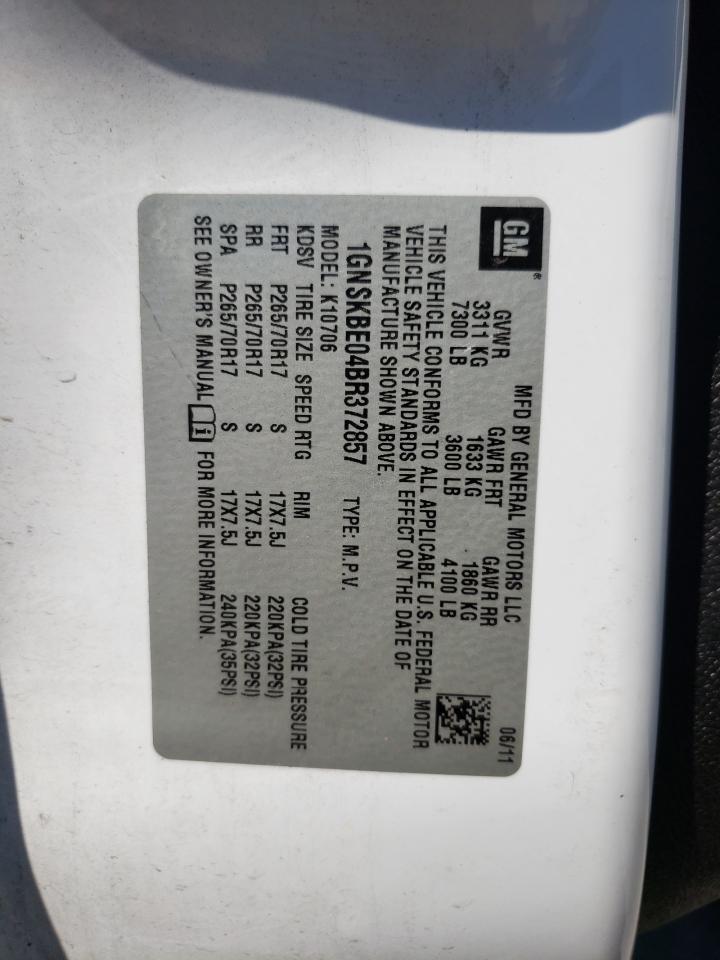 GM®
MFD BY GENERAL MOTORS LLC 06/11
GVWR GAWR FRT GAWR RR
3311 KG 1633 KG 1860 KG
7300 LB 3600 LB 4100 LB
THIS VEHICLE CONFORMS TO ALL APPLICABLE U.S. FEDERAL MOTOR
VEHICLE SAFETY STANDARDS IN EFFECT ON THE DATE OF
MANUFACTURE SHOWN ABOVE.
1GNSKBE04BR372857 TYPE: M.P.V.
MODEL: K10706
KDSV TIRE SIZE SPEED RTG RIM COLD TIRE PRESSURE
FRT P265/70R17 S 17X7.5J 220KPA(32PSI)
RR P265/70R17 S 17X7.5J 220KPA(32PSI)
SPA P265/70R17 S 17X7.5J 240KPA(35PSI)
SEE OWNER'S MANUAL i FOR MORE INFORMATION.